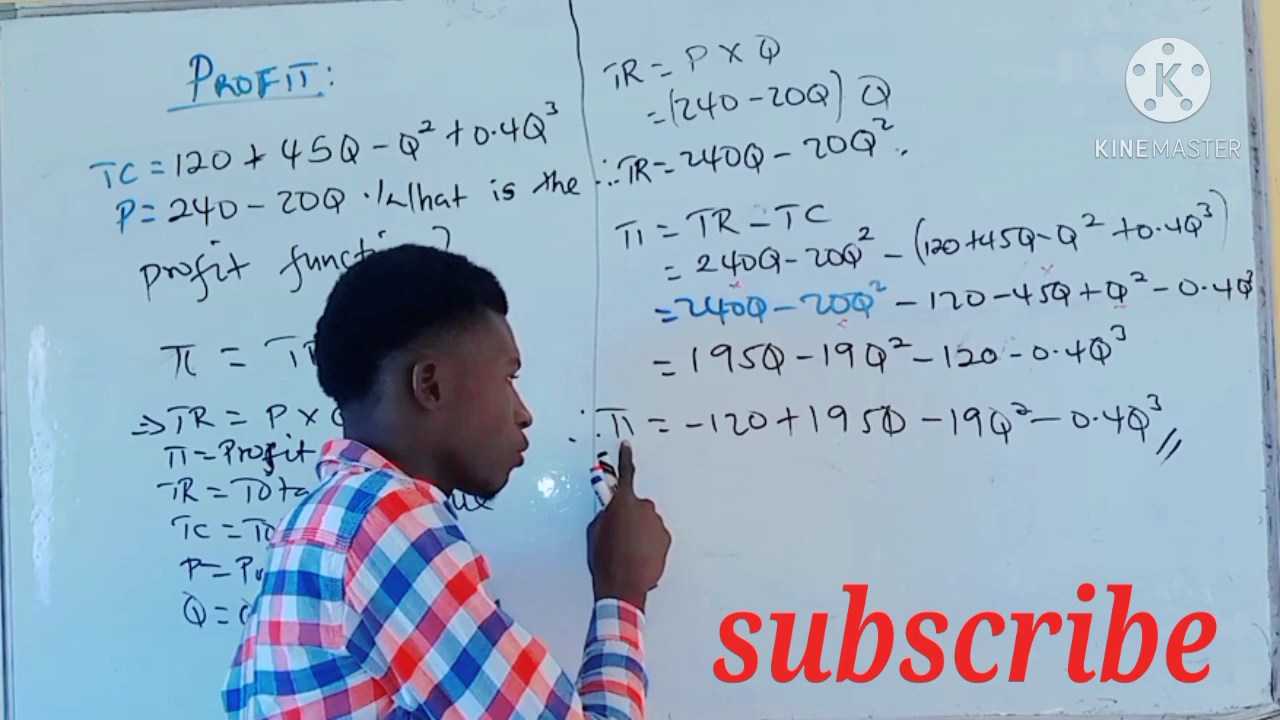 PROFIT:
TC = 120 + 45Q - Q² + 0.4Q³
P = 240 - 20Q. What is the
profit
π =
⇒ TR = P x
π = Profit
TR =
TC =
P =
Q =
TR = P x Q
= (240 - 20Q) Q
∴ TR = 240Q - 20Q².
π = TR - TC
= 240Q - 20Q² - (120 + 45Q - Q² + 0.4Q³)
= 240Q - 20Q² - 120 - 45Q + Q² - 0.4Q³
= 195Q - 19Q² - 120 - 0.4Q³
∴ π = -120 + 195Q - 19Q² - 0.4Q³ //
K
KINEMASTER
subscribe